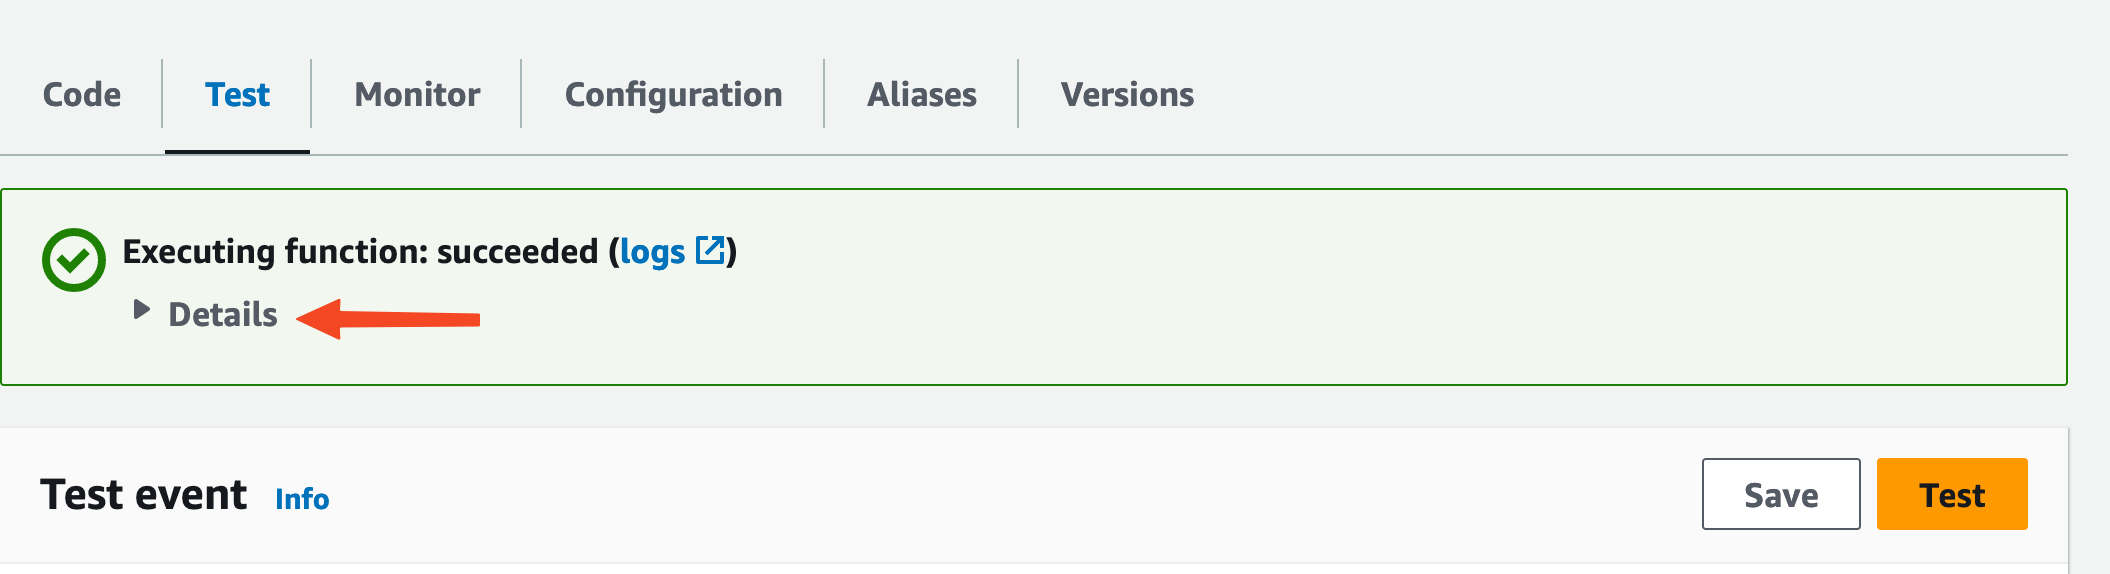 Code Test Monitor Configuration Aliases Versions
Executing function: succeeded (logs)
Details
Test event Info Save Test